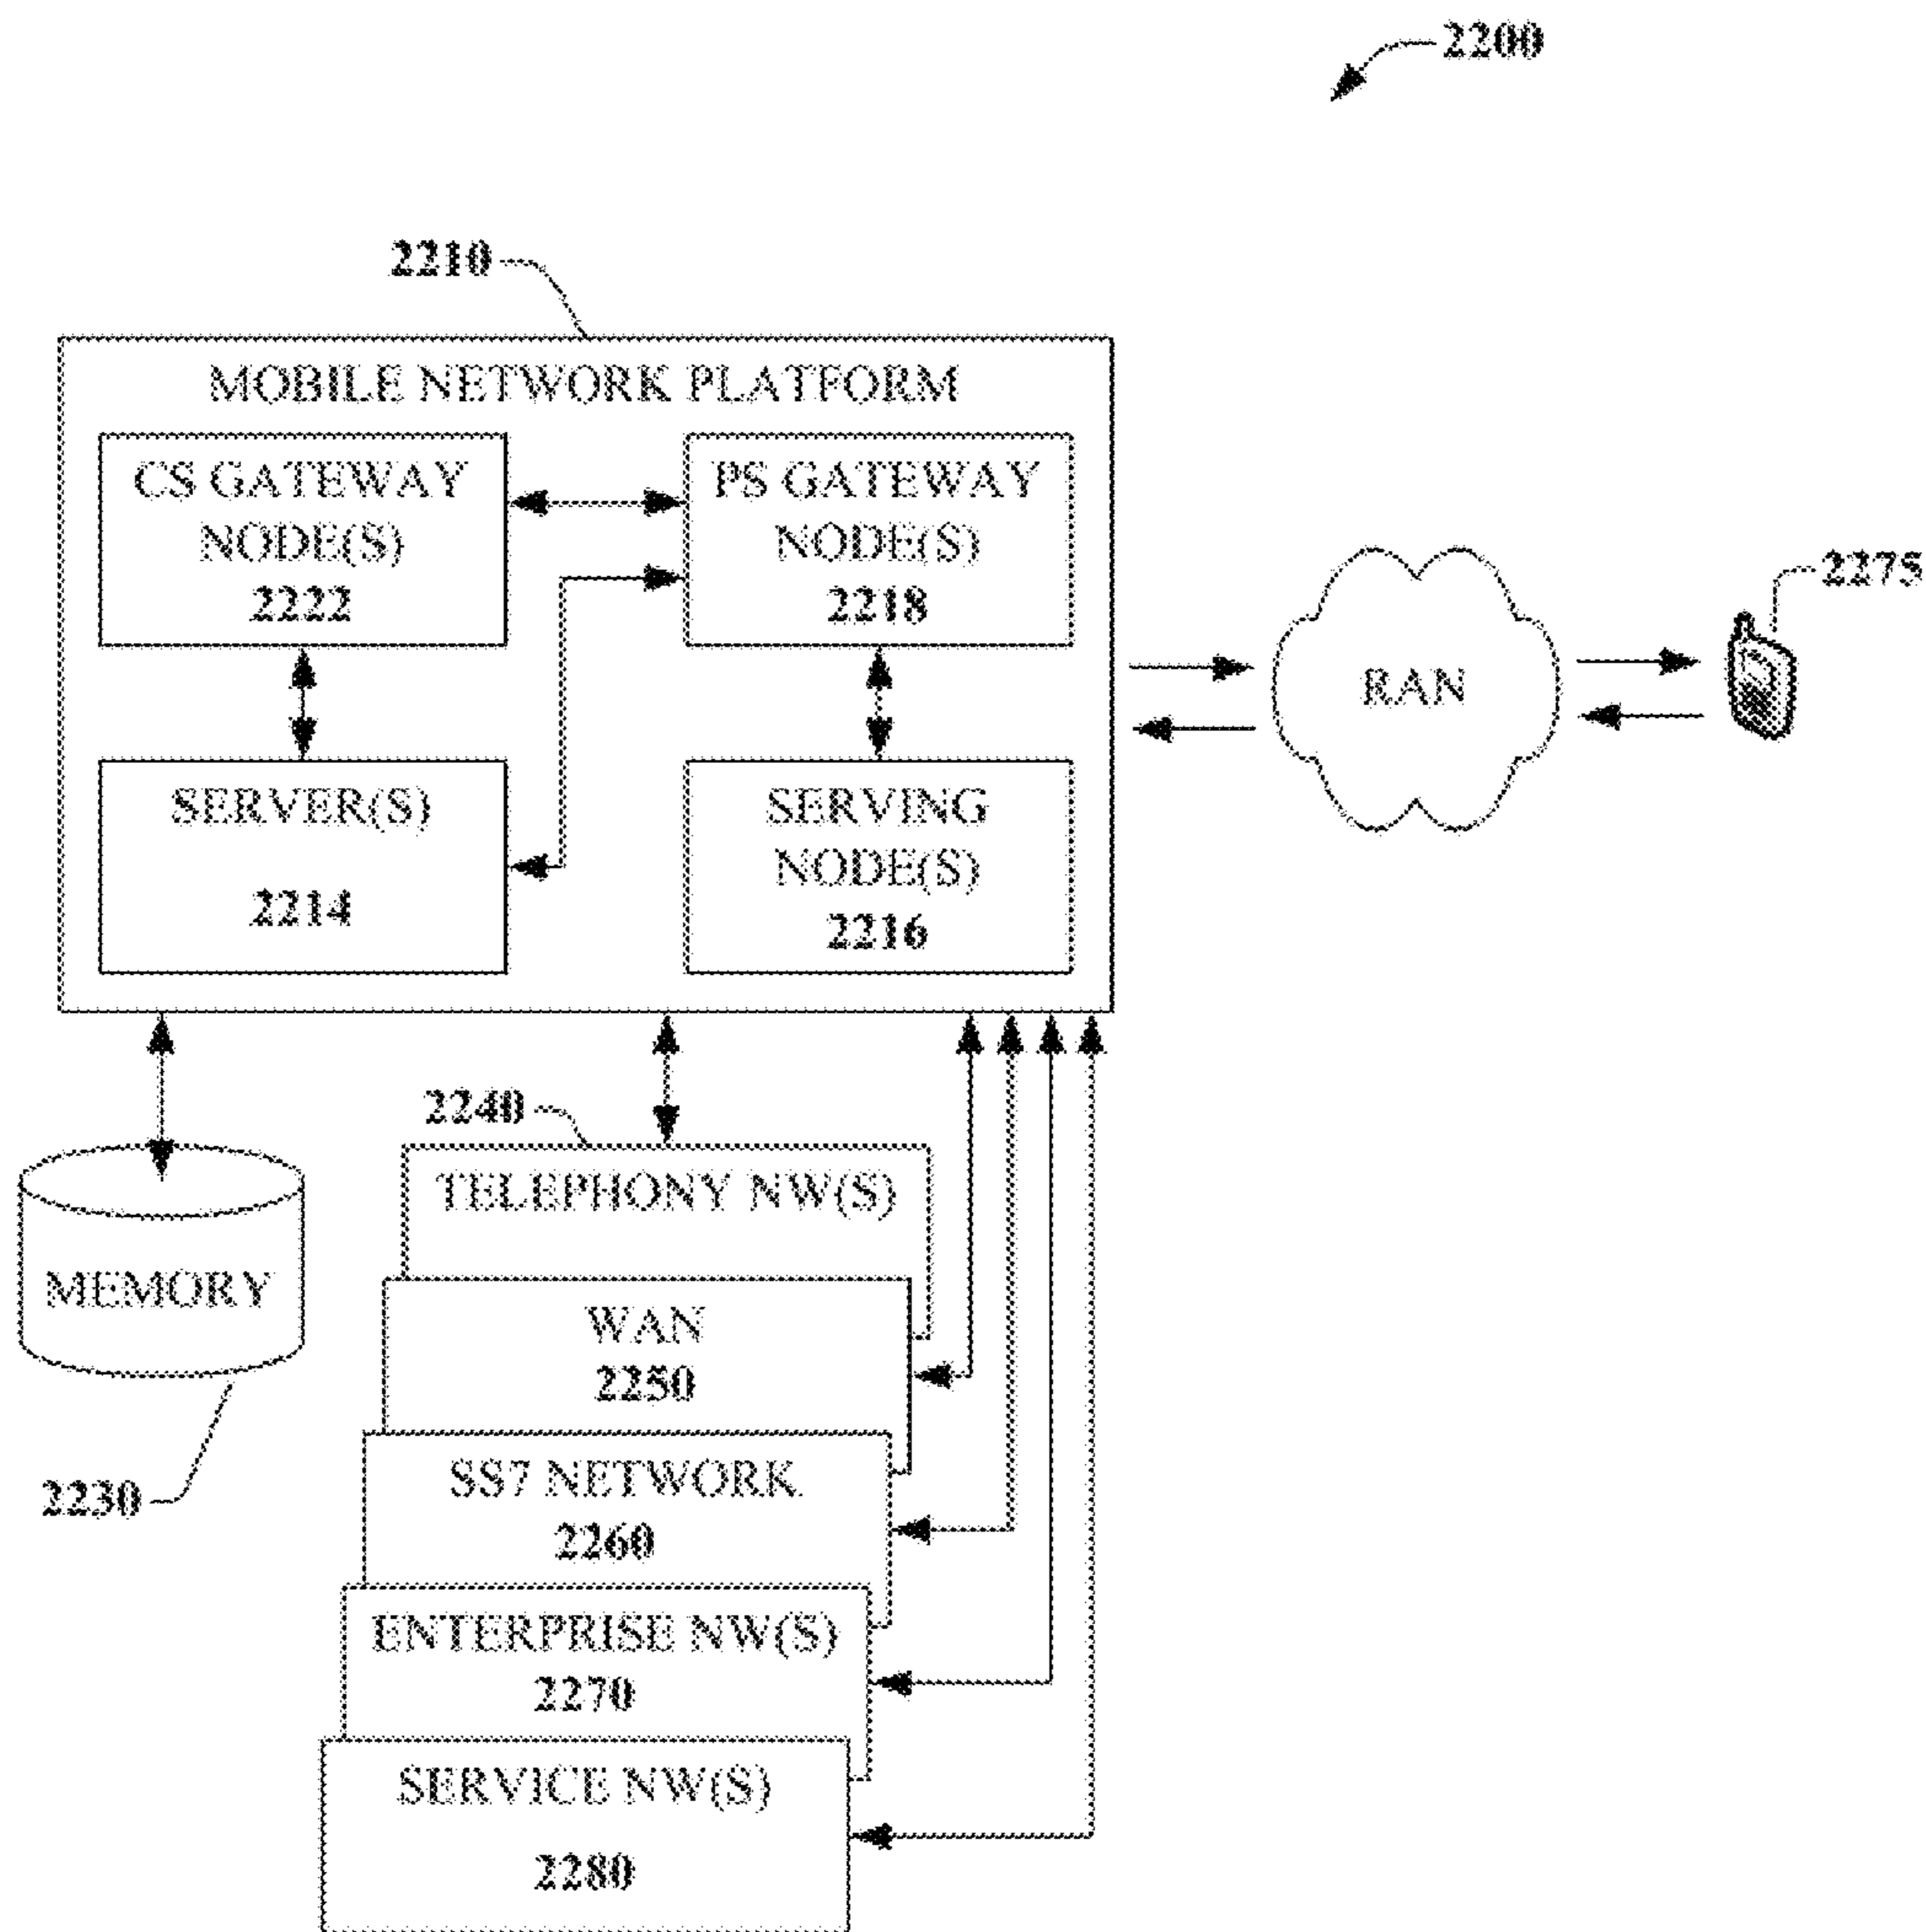 2200
2210
MOBILE NETWORK PLATFORM
CS GATEWAY
NODE(S)
2222
PS GATEWAY
NODE(S)
2218
2275
RAN
SERVER(S)
2214
SERVING
NODE(S)
2216
2240
TELEPHONY NW(S)
MEMORY
2230
WAN
2250
SS7 NETWORK
2260
ENTERPRISE NW(S)
2270
SERVICE NW(S)
2280